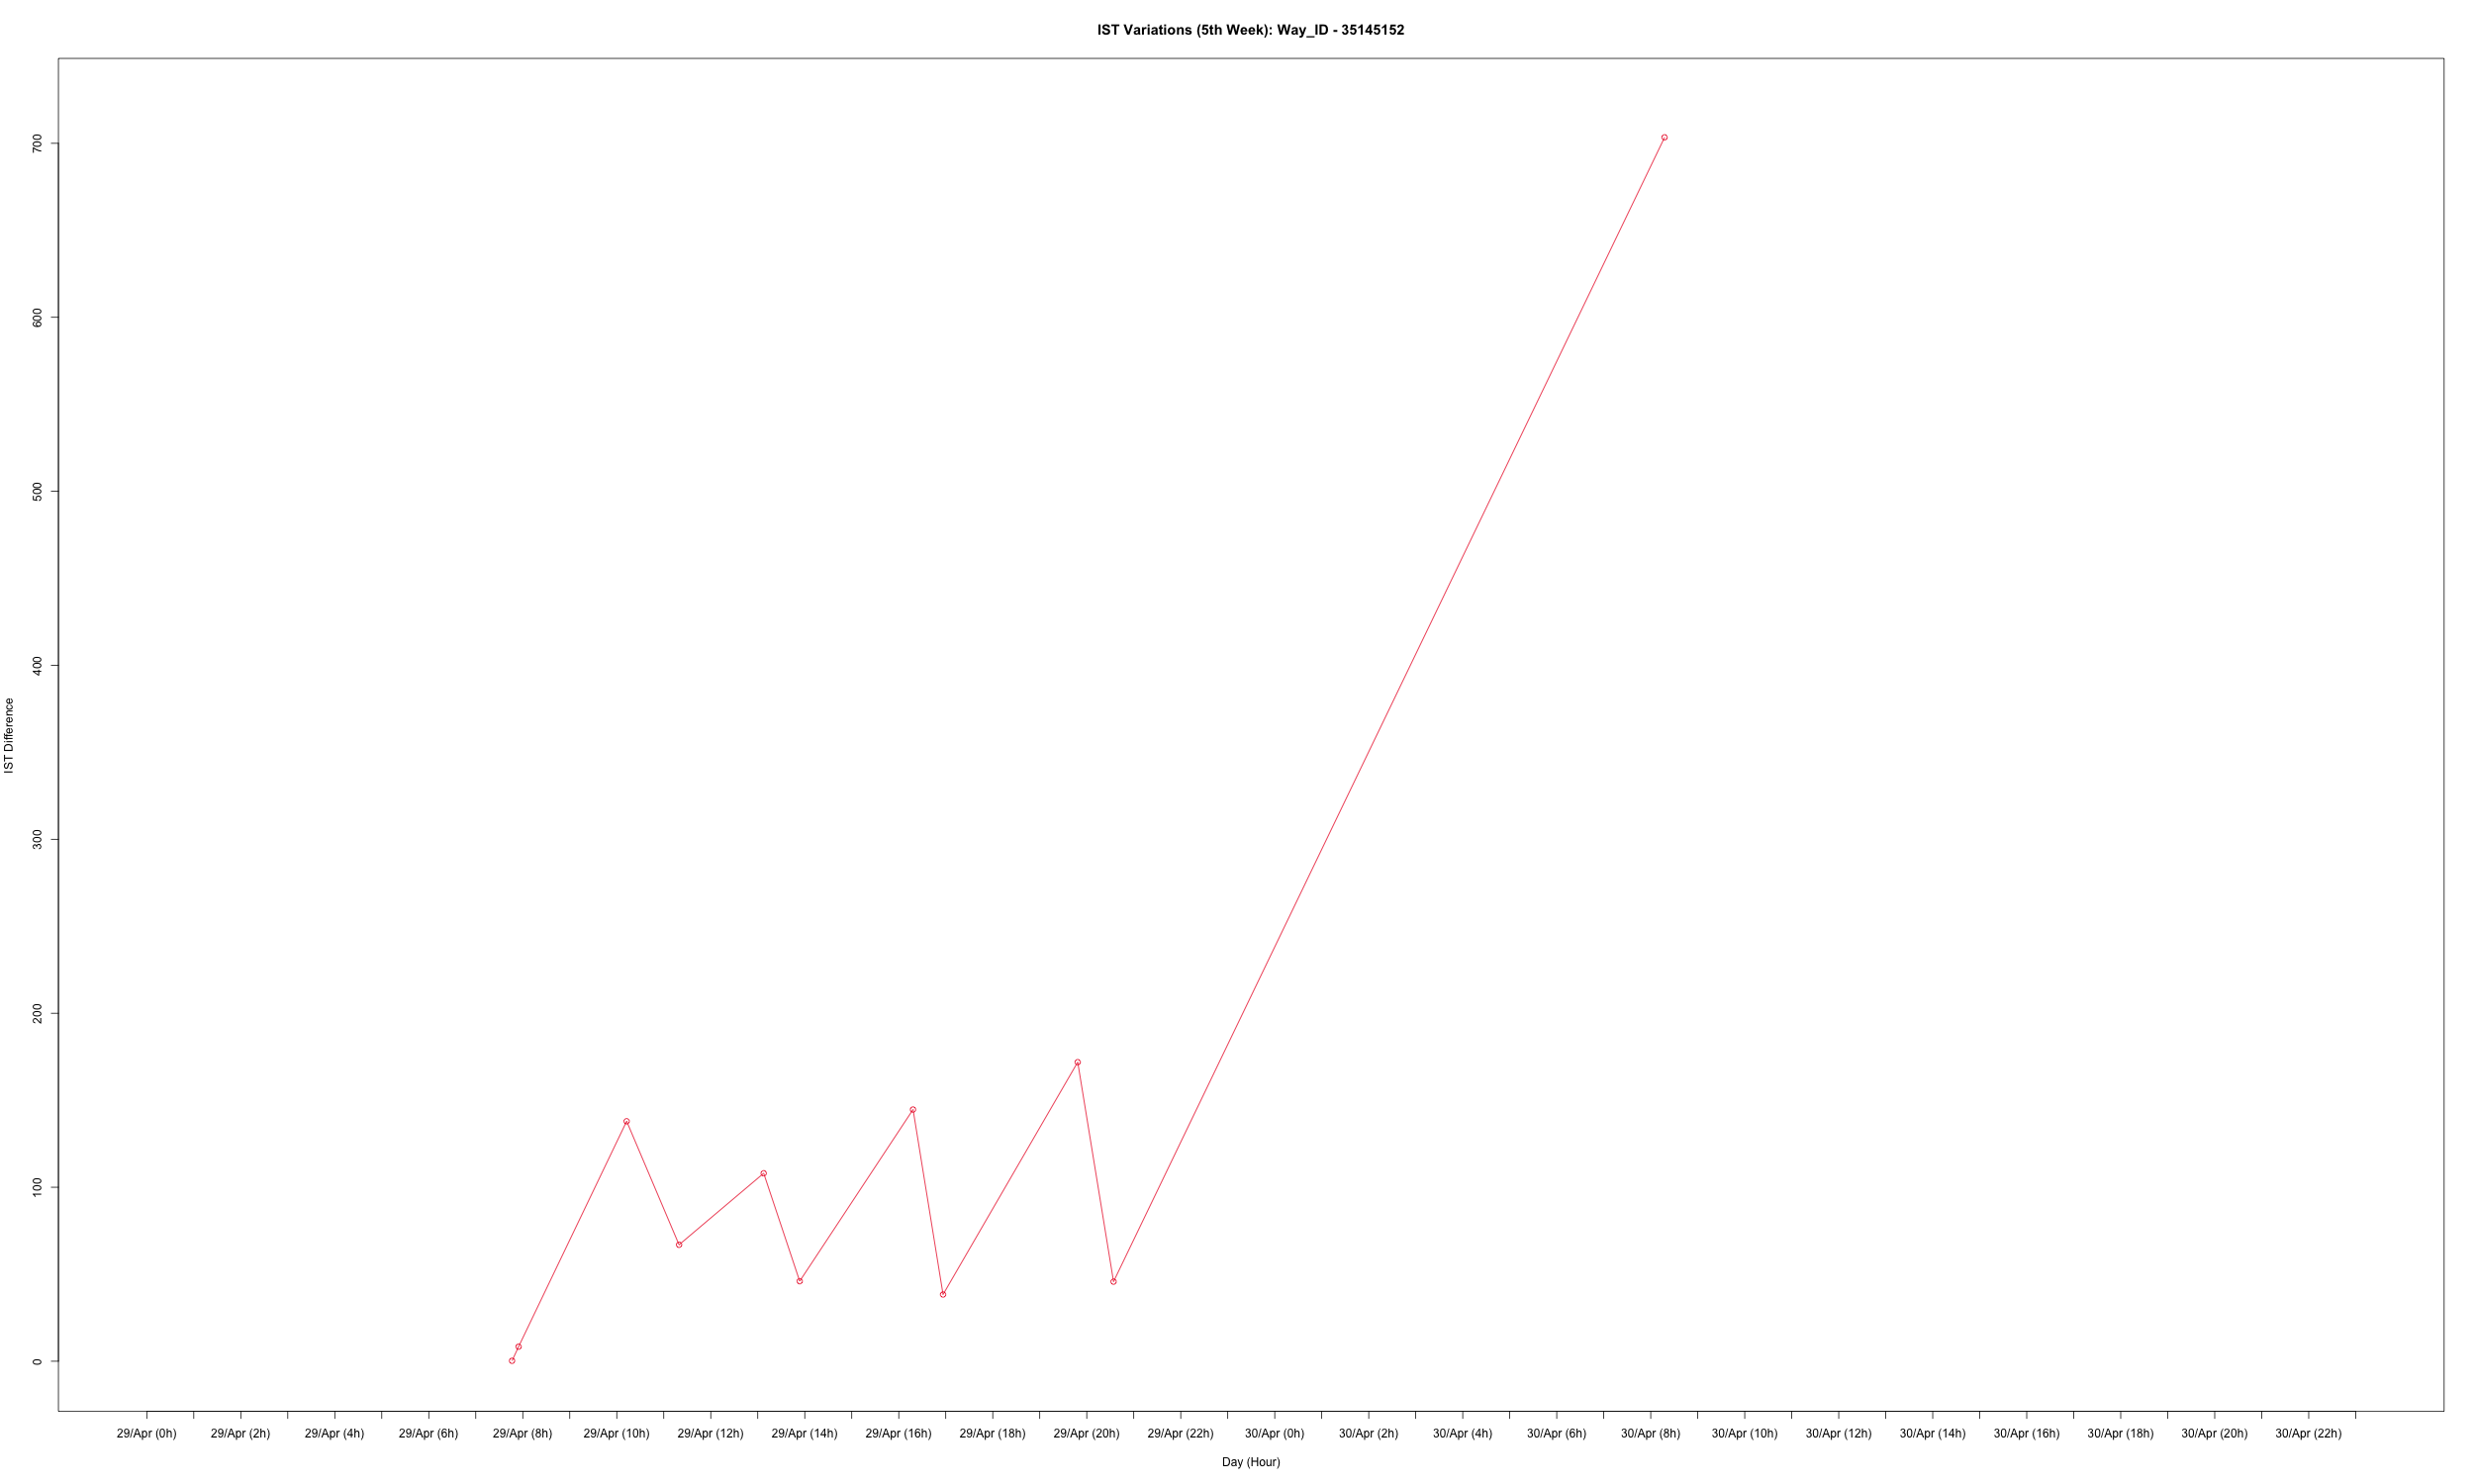 IST Variations (5th Week): Way_ID - 35145152
IST Difference
700
600
500
400
300
200
100
0
29/Apr (0h) 29/Apr (2h) 29/Apr (4h) 29/Apr (6h) 29/Apr (8h) 29/Apr (10h) 29/Apr (12h) 29/Apr (14h) 29/Apr (16h) 29/Apr (18h) 29/Apr (20h) 29/Apr (22h) 30/Apr (0h) 30/Apr (2h) 30/Apr (4h) 30/Apr (6h) 30/Apr (8h) 30/Apr (10h) 30/Apr (12h) 30/Apr (14h) 30/Apr (16h) 30/Apr (18h) 30/Apr (20h) 30/Apr (22h)
Day (Hour)